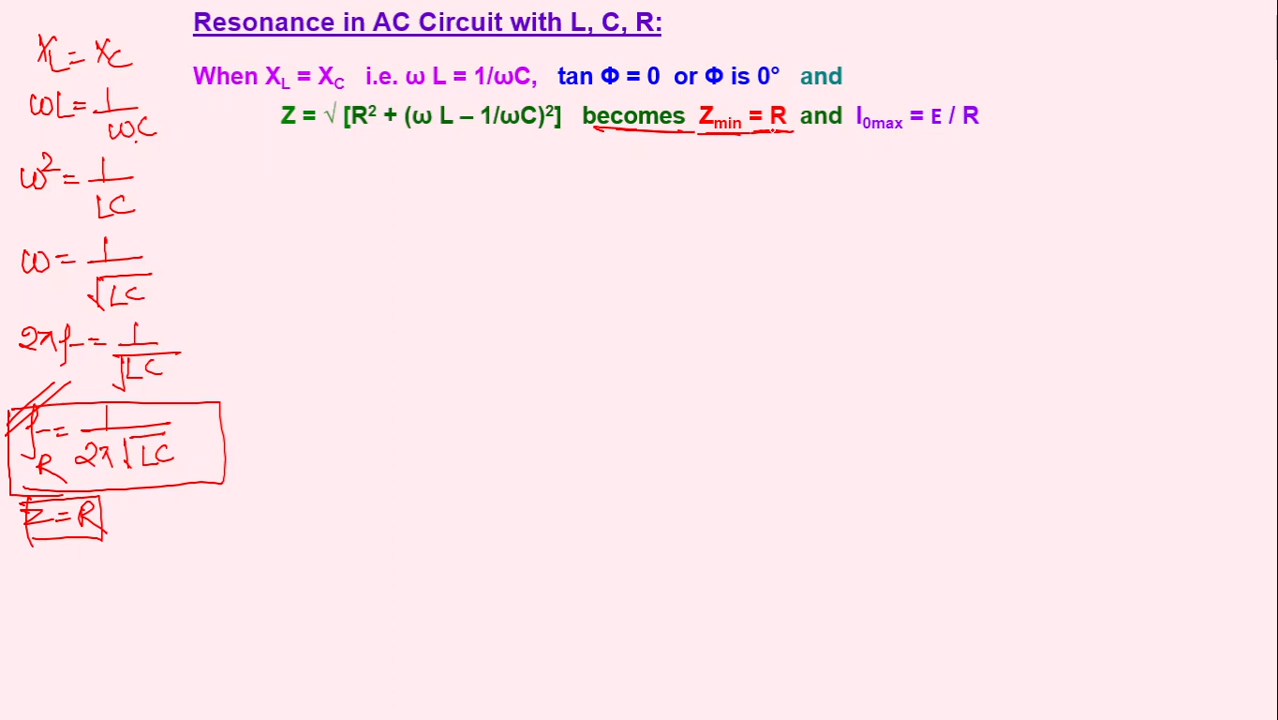 Resonance in AC Circuit with L, C, R:
When X_L = X_C i.e. ω L = 1/ωC, tan Φ = 0 or Φ is 0° and
Z = √ [R² + (ω L – 1/ωC)²] becomes Z_min = R and I_0max = E / R
X_L = X_C
ωL = 1/ωC
ω² = 1/LC
ω = 1/√LC
2πf = 1/√LC
f_R = 1/2π√LC
Z = R